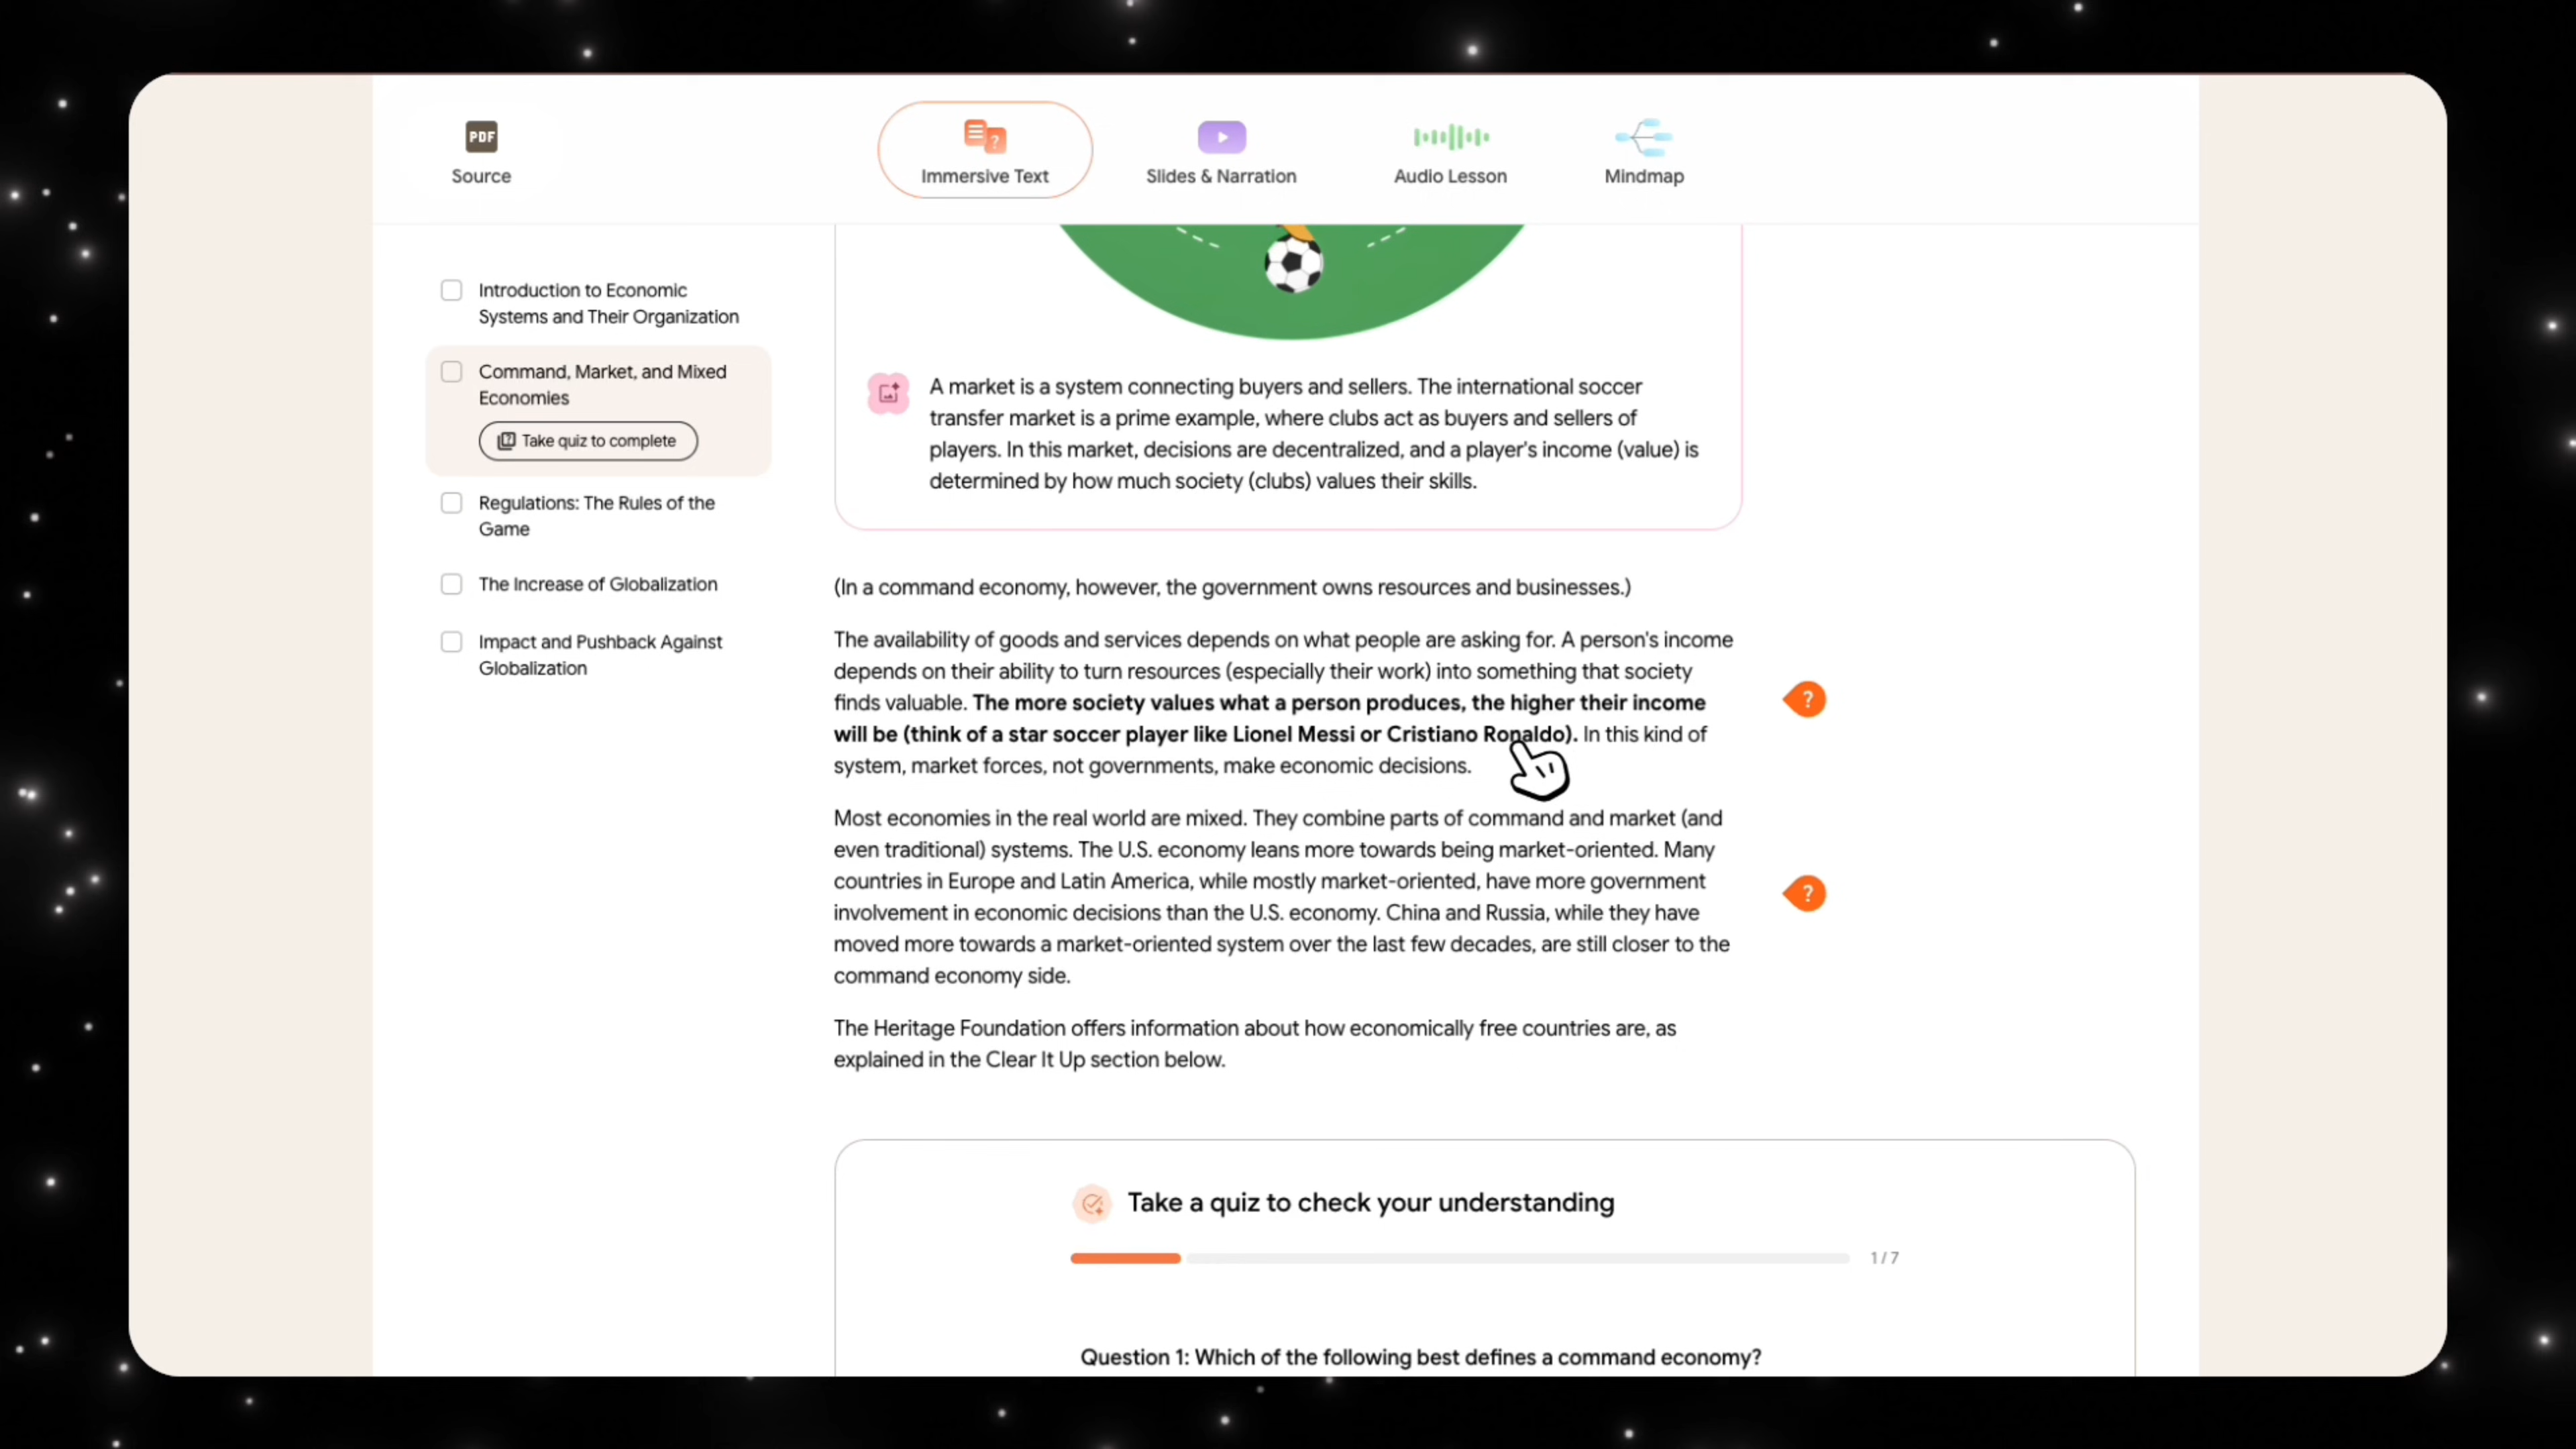 PDF
Source
Immersive Text
Slides & Narration
Audio Lesson
Mindmap
Introduction to Economic
Systems and Their Organization
Command, Market, and Mixed
Economies
Take quiz to complete
Regulations: The Rules of the
Game
The Increase of Globalization
Impact and Pushback Against
Globalization
A market is a system connecting buyers and sellers. The international soccer
transfer market is a prime example, where clubs act as buyers and sellers of
players. In this market, decisions are decentralized, and a player's income (value) is
determined by how much society (clubs) values their skills.
(In a command economy, however, the government owns resources and businesses.)
The availability of goods and services depends on what people are asking for. A person's income
depends on their ability to turn resources (especially their work) into something that society
finds valuable. The more society values what a person produces, the higher their income
will be (think of a star soccer player like Lionel Messi or Cristiano Ronaldo). In this kind of
system, market forces, not governments, make economic decisions.
?
Most economies in the real world are mixed. They combine parts of command and market (and
even traditional) systems. The U.S. economy leans more towards being market-oriented. Many
countries in Europe and Latin America, while mostly market-oriented, have more government
involvement in economic decisions than the U.S. economy. China and Russia, while they have
moved more towards a market-oriented system over the last few decades, are still closer to the
command economy side.
?
The Heritage Foundation offers information about how economically free countries are, as
explained in the Clear It Up section below.
Take a quiz to check your understanding
1 / 7
Question 1: Which of the following best defines a command economy?